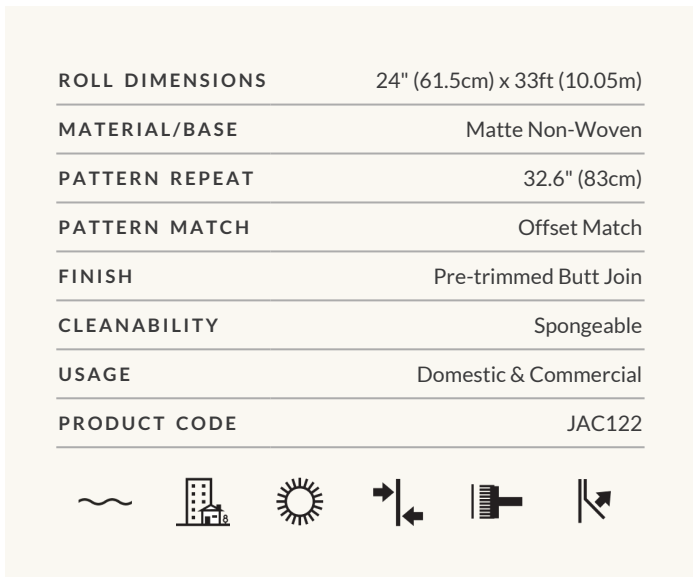 ROLL DIMENSIONS 24" (61.5cm) x 33ft (10.05m)
MATERIAL/BASE Matte Non-Woven
PATTERN REPEAT 32.6" (83cm)
PATTERN MATCH Offset Match
FINISH Pre-trimmed Butt Join
CLEANABILITY Spongeable
USAGE Domestic & Commercial
PRODUCT CODE JAC122